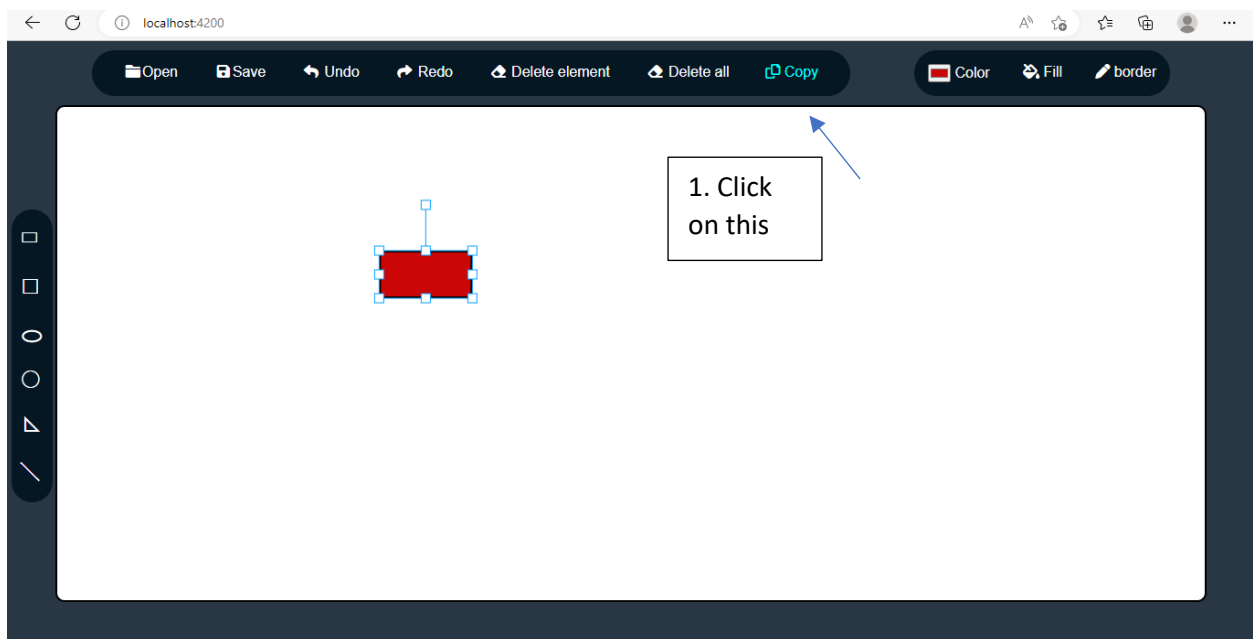 localhost:4200
Open Save Undo Redo Delete element Delete all Copy Color Fill border
1. Click
on this